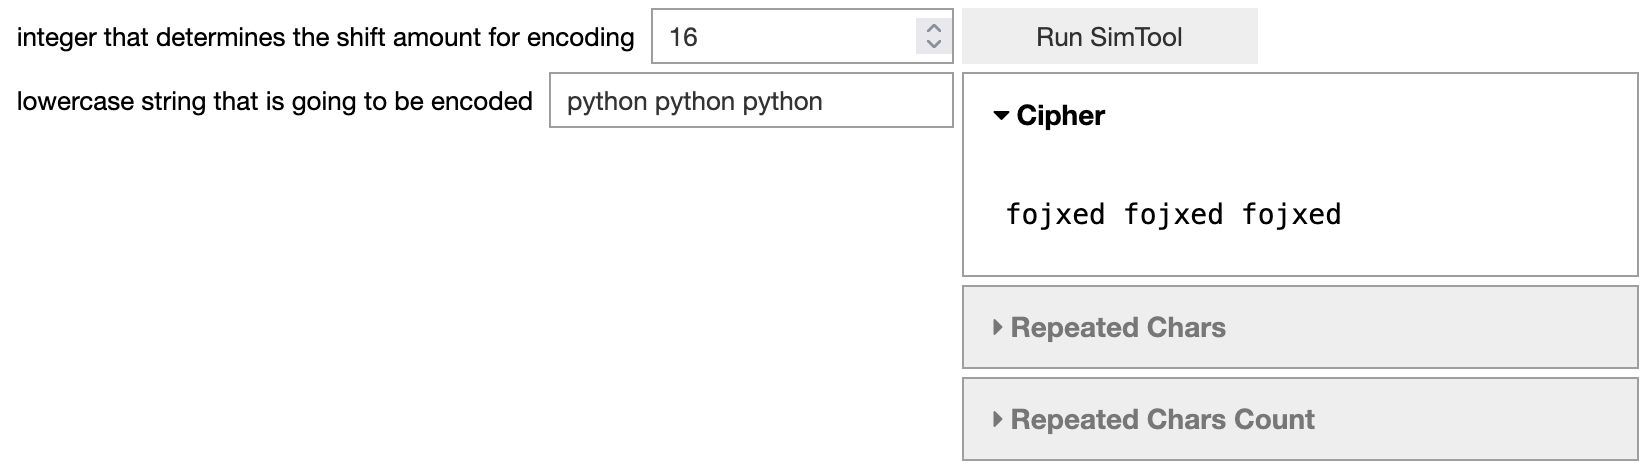 integer that determines the shift amount for encoding 16 Run SimTool
lowercase string that is going to be encoded python python python
Cipher
fojxed fojxed fojxed
Repeated Chars
Repeated Chars Count